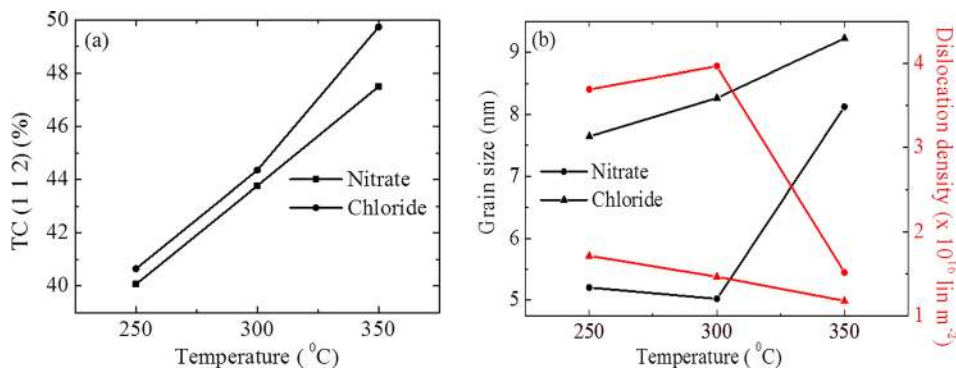 (a)
50
48
46
44
42
40
TC (1 1 2) (%)
Nitrate
Chloride
250 300 350
Temperature ( ⁰C)
(b)
9
8
7
6
5
Grain size (nm)
Nitrate
Chloride
4
3
2
1
Dislocation density (x 10¹⁶ lin m⁻²)
250 300 350
Temperature ( ⁰C)